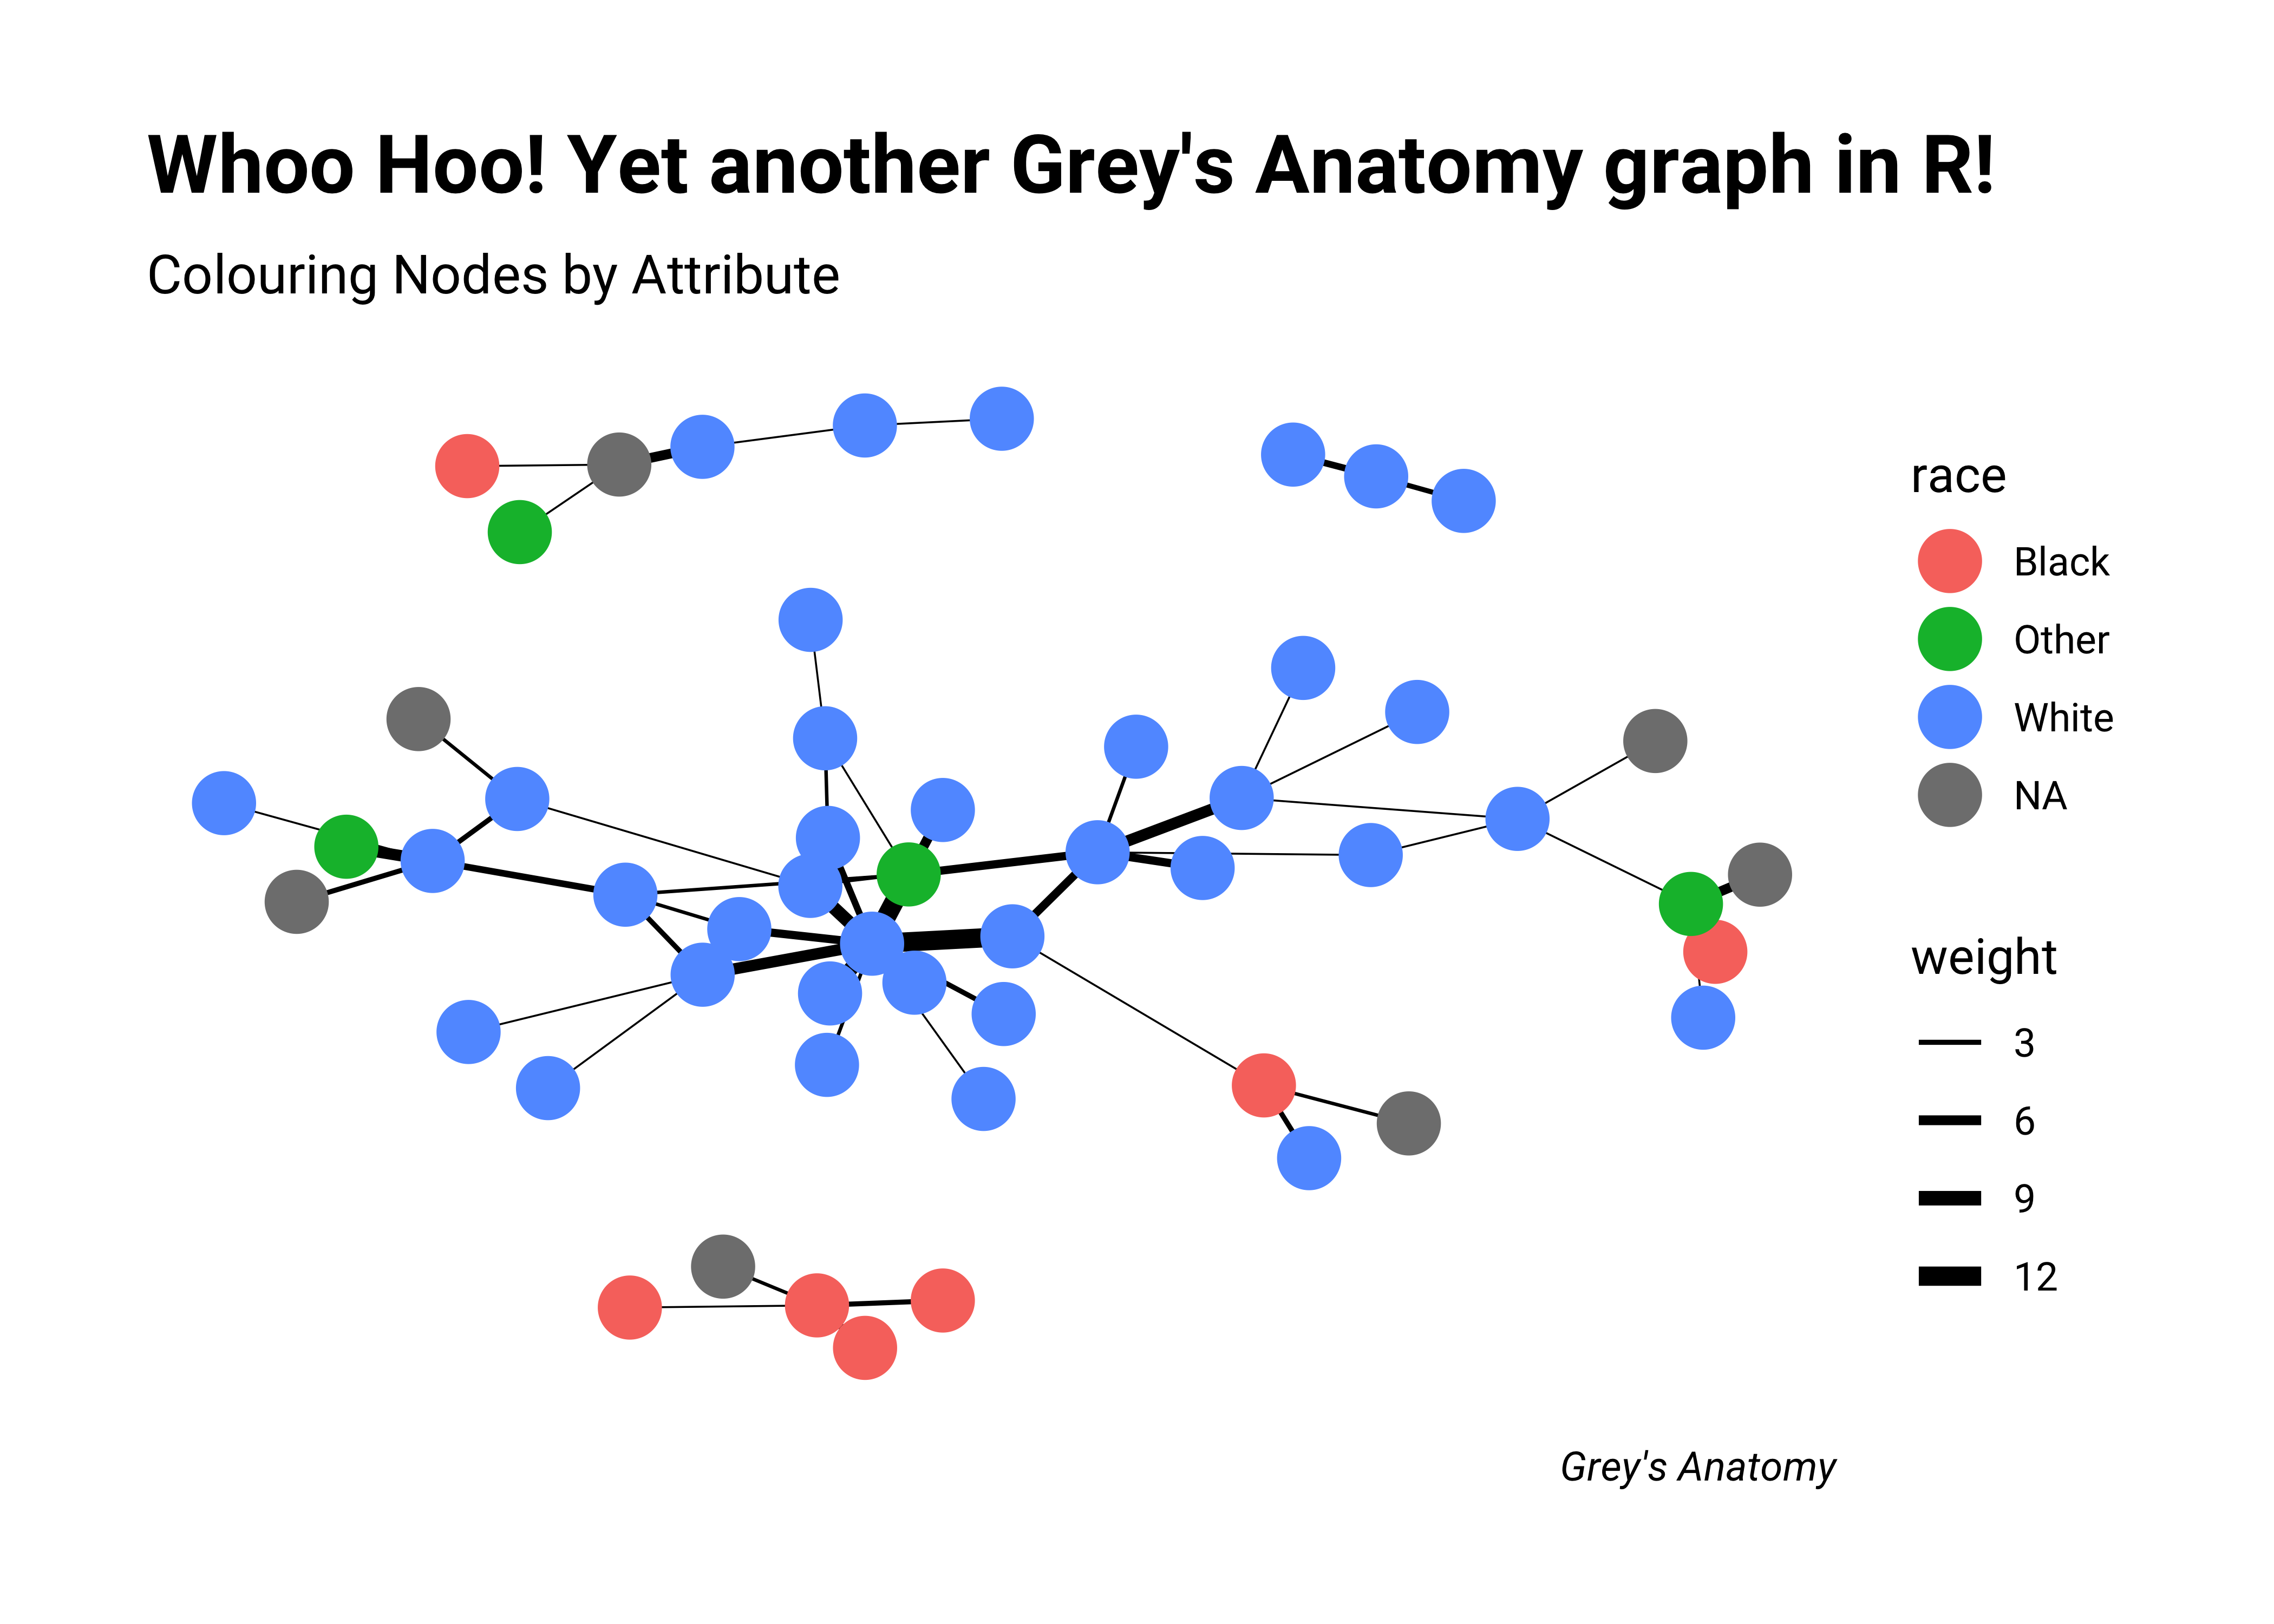 Whoo Hoo! Yet another Grey's Anatomy graph in R!
Colouring Nodes by Attribute
race
Black
Other
White
NA
weight
3
6
9
12
Grey's Anatomy